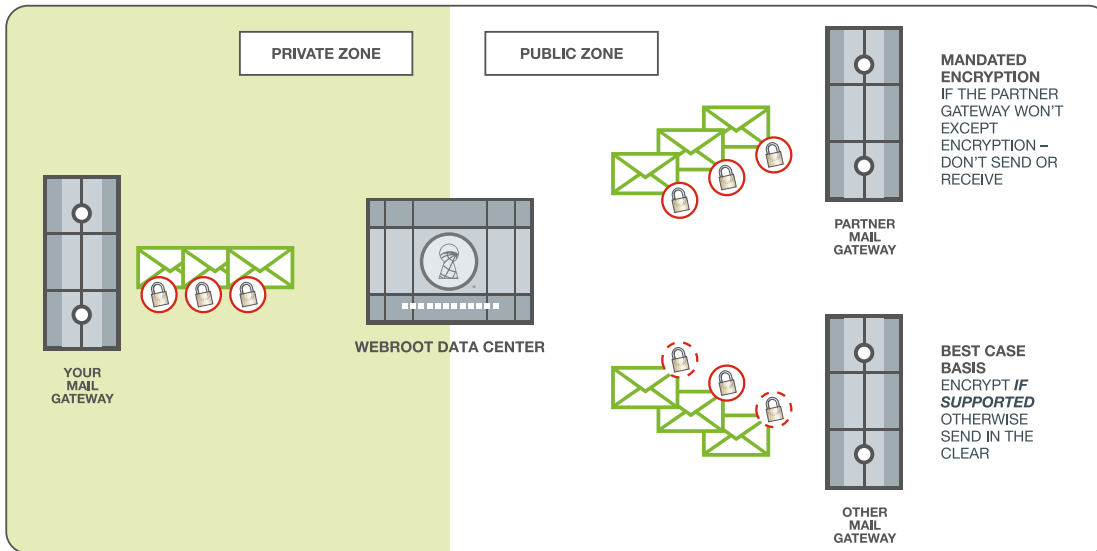 PRIVATE ZONE
PUBLIC ZONE
MANDATED
ENCRYPTION
IF THE PARTNER
GATEWAY WON'T
EXCEPT
ENCRYPTION –
DON'T SEND OR
RECEIVE
PARTNER
MAIL
GATEWAY
WEBROOT DATA CENTER
YOUR
MAIL
GATEWAY
BEST CASE
BASIS
ENCRYPT IF
SUPPORTED
OTHERWISE
SEND IN THE
CLEAR
OTHER
MAIL
GATEWAY